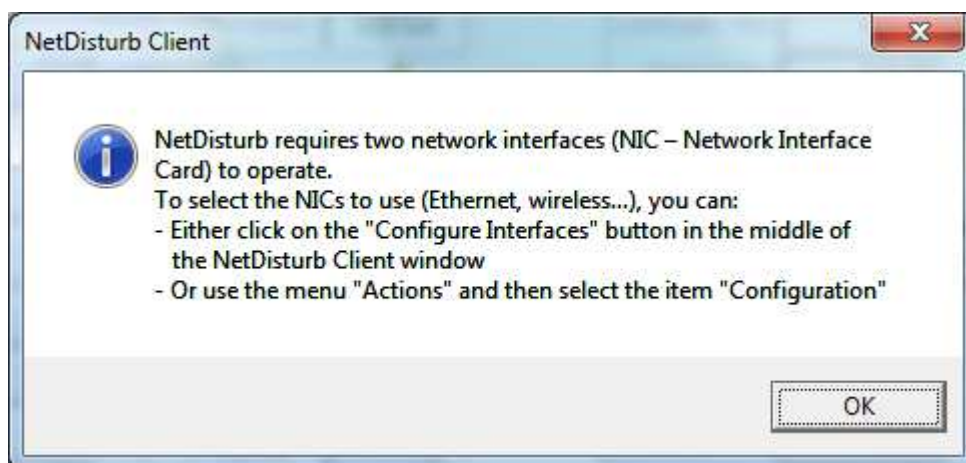 NetDisturb Client
NetDisturb requires two network interfaces (NIC – Network Interface
Card) to operate.
To select the NICs to use (Ethernet, wireless...), you can:
- Either click on the "Configure Interfaces" button in the middle of
the NetDisturb Client window
- Or use the menu "Actions" and then select the item "Configuration"
OK